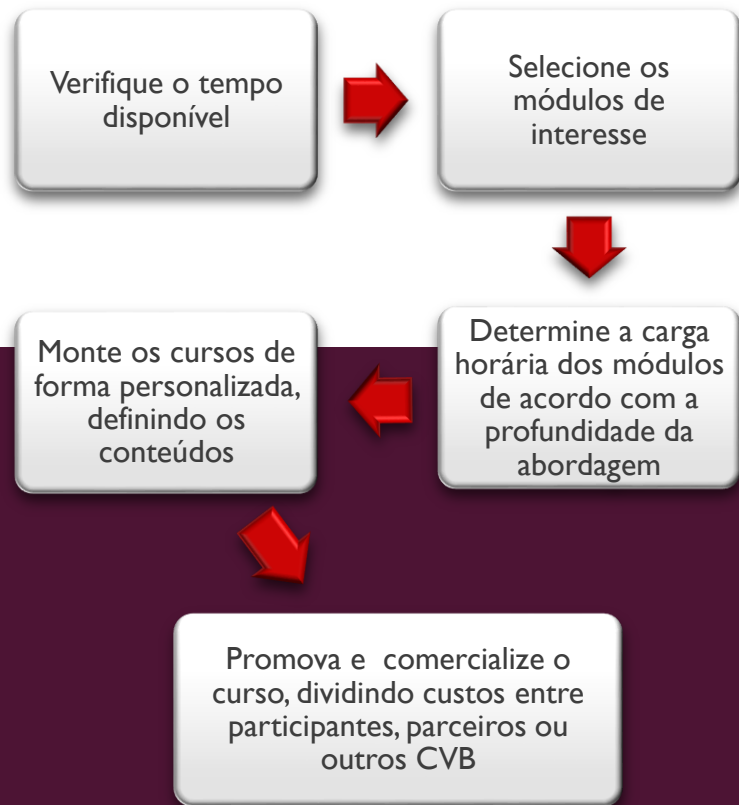 Verifique o tempo
disponível
Selecione os
módulos de
interesse
Determine a carga
horária dos módulos
de acordo com a
profundidade da
abordagem
Monte os cursos de
forma personalizada,
definindo os
conteúdos
Promova e  comercialize o
curso, dividindo custos entre
participantes, parceiros ou
outros CVB